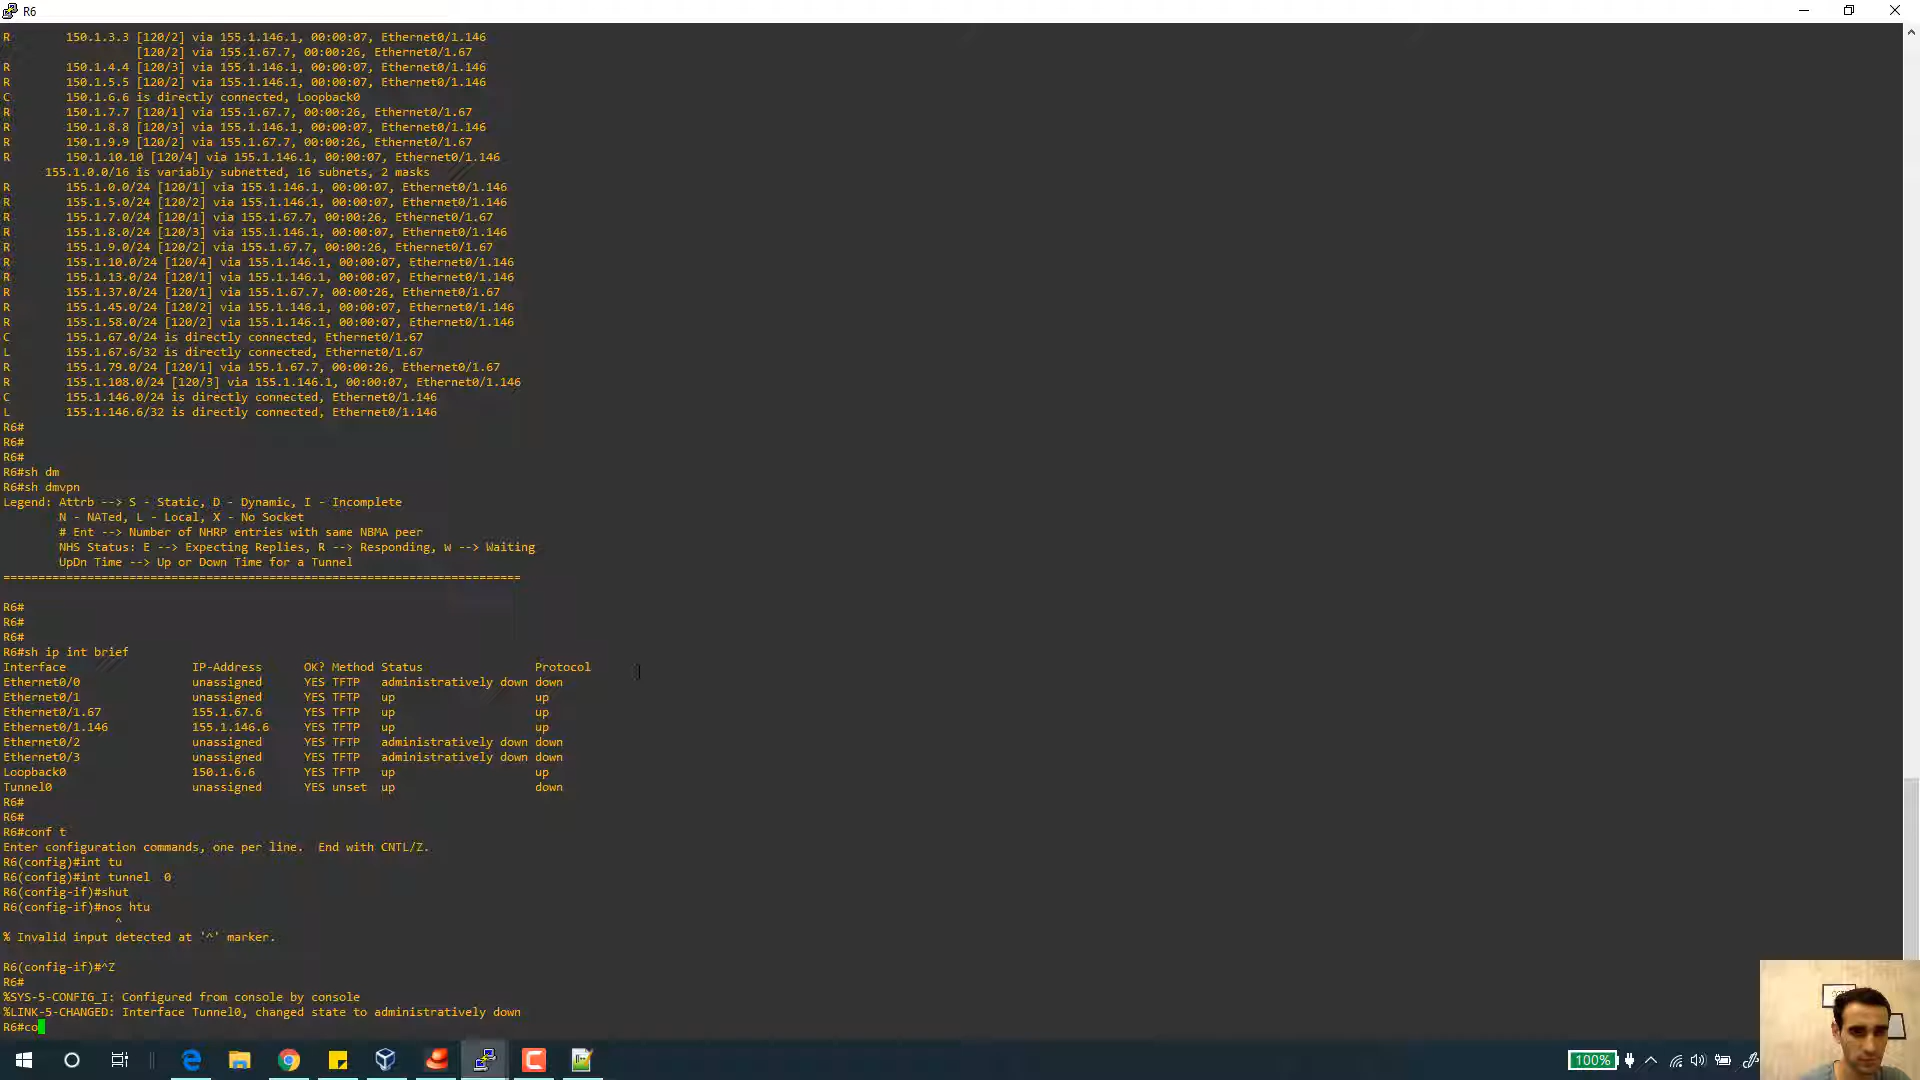 R6
R        150.1.3.3 [120/2] via 155.1.146.1, 00:00:07, Ethernet0/1.146
                   [120/2] via 155.1.67.7, 00:00:26, Ethernet0/1.67
R        150.1.4.4 [120/3] via 155.1.146.1, 00:00:07, Ethernet0/1.146
R        150.1.5.5 [120/2] via 155.1.146.1, 00:00:07, Ethernet0/1.146
C        150.1.6.6 is directly connected, Loopback0
R        150.1.7.7 [120/1] via 155.1.67.7, 00:00:26, Ethernet0/1.67
R        150.1.8.8 [120/3] via 155.1.146.1, 00:00:07, Ethernet0/1.146
R        150.1.9.9 [120/2] via 155.1.67.7, 00:00:26, Ethernet0/1.67
R        150.1.10.10 [120/4] via 155.1.146.1, 00:00:07, Ethernet0/1.146
      155.1.0.0/16 is variably subnetted, 16 subnets, 2 masks
R        155.1.0.0/24 [120/1] via 155.1.146.1, 00:00:07, Ethernet0/1.146
R        155.1.5.0/24 [120/2] via 155.1.146.1, 00:00:07, Ethernet0/1.146
R        155.1.7.0/24 [120/1] via 155.1.67.7, 00:00:26, Ethernet0/1.67
R        155.1.8.0/24 [120/3] via 155.1.146.1, 00:00:07, Ethernet0/1.146
R        155.1.9.0/24 [120/2] via 155.1.67.7, 00:00:26, Ethernet0/1.67
R        155.1.10.0/24 [120/4] via 155.1.146.1, 00:00:07, Ethernet0/1.146
R        155.1.13.0/24 [120/1] via 155.1.146.1, 00:00:07, Ethernet0/1.146
R        155.1.37.0/24 [120/1] via 155.1.67.7, 00:00:26, Ethernet0/1.67
R        155.1.45.0/24 [120/2] via 155.1.146.1, 00:00:07, Ethernet0/1.146
R        155.1.58.0/24 [120/2] via 155.1.146.1, 00:00:07, Ethernet0/1.146
C        155.1.67.0/24 is directly connected, Ethernet0/1.67
L        155.1.67.6/32 is directly connected, Ethernet0/1.67
R        155.1.79.0/24 [120/1] via 155.1.67.7, 00:00:26, Ethernet0/1.67
R        155.1.108.0/24 [120/3] via 155.1.146.1, 00:00:07, Ethernet0/1.146
C        155.1.146.0/24 is directly connected, Ethernet0/1.146
L        155.1.146.6/32 is directly connected, Ethernet0/1.146
R6#
R6#
R6#
R6#sh dm
R6#sh dmvpn
Legend: Attrb --> S - Static, D - Dynamic, I - Incomplete
        N - NATed, L - Local, X - No Socket
        # Ent --> Number of NHRP entries with same NBMA peer
        NHS Status: E --> Expecting Replies, R --> Responding, W --> Waiting
        UpDn Time --> Up or Down Time for a Tunnel
==========================================================================
R6#
R6#
R6#
R6#sh ip int brief
Interface                  IP-Address      OK? Method Status                Protocol
Ethernet0/0                unassigned      YES TFTP   administratively down down
Ethernet0/1                unassigned      YES TFTP   up                    up
Ethernet0/1.67             155.1.67.6      YES TFTP   up                    up
Ethernet0/1.146            155.1.146.6     YES TFTP   up                    up
Ethernet0/2                unassigned      YES TFTP   administratively down down
Ethernet0/3                unassigned      YES TFTP   administratively down down
Loopback0                  150.1.6.6       YES TFTP   up                    up
Tunnel0                    unassigned      YES unset  up                    down
R6#
R6#
R6#conf t
Enter configuration commands, one per line.  End with CNTL/Z.
R6(config)#int tu
R6(config)#int tunnel  0
R6(config-if)#shut
R6(config-if)#nos htu
                ^
% Invalid input detected at '^' marker.
R6(config-if)#^Z
R6#
%SYS-5-CONFIG_I: Configured from console by console
%LINK-5-CHANGED: Interface Tunnel0, changed state to administratively down
R6#co
100%